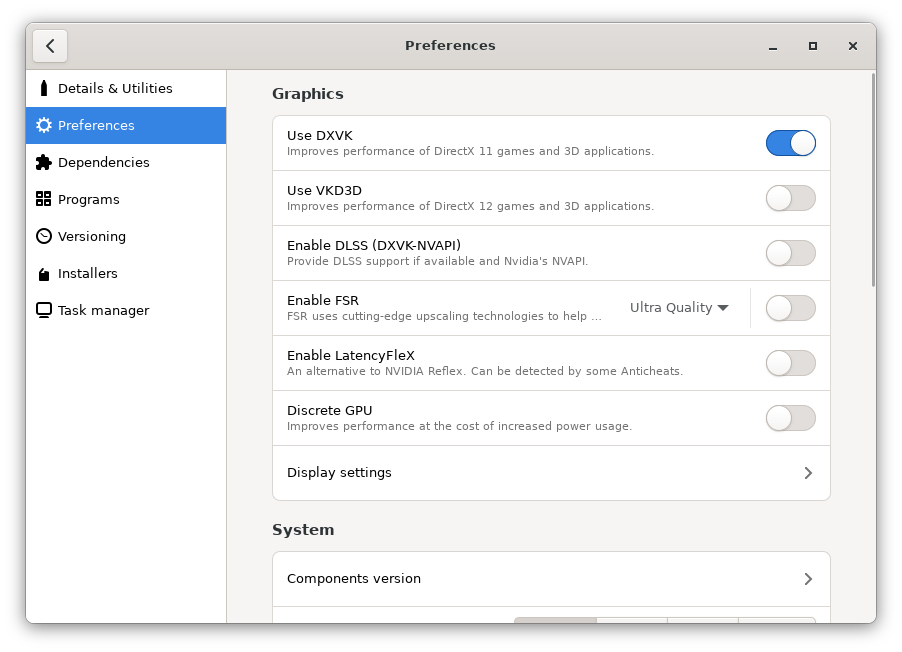 Preferences
Details & Utilities
Preferences
Dependencies
Programs
Versioning
Installers
Task manager
Graphics
Use DXVK
Improves performance of DirectX 11 games and 3D applications.
Use VKD3D
Improves performance of DirectX 12 games and 3D applications.
Enable DLSS (DXVK-NVAPI)
Provide DLSS support if available and Nvidia's NVAPI.
Enable FSR
FSR uses cutting-edge upscaling technologies to help ...
Ultra Quality
Enable LatencyFleX
An alternative to NVIDIA Reflex. Can be detected by some Anticheats.
Discrete GPU
Improves performance at the cost of increased power usage.
Display settings
System
Components version